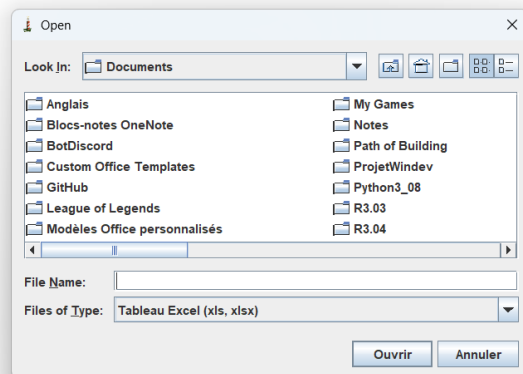 Open
Look In: Documents
Anglais My Games
Blocs-notes OneNote Notes
BotDiscord Path of Building
Custom Office Templates ProjetWindev
GitHub Python3_08
League of Legends R3.03
Modèles Office personnalisés R3.04
File Name:
Files of Type: Tableau Excel (xls, xlsx)
Ouvrir Annuler